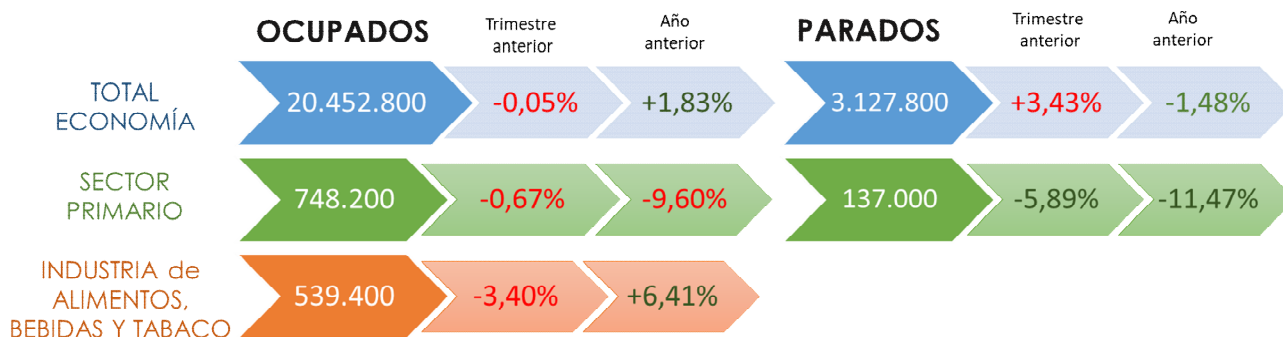 OCUPADOS Trimestre anterior Año anterior PARADOS Trimestre anterior Año anterior
TOTAL ECONOMÍA 20.452.800 -0,05% +1,83% 3.127.800 +3,43% -1,48%
SECTOR PRIMARIO 748.200 -0,67% -9,60% 137.000 -5,89% -11,47%
INDUSTRIA de ALIMENTOS, BEBIDAS Y TABACO 539.400 -3,40% +6,41%